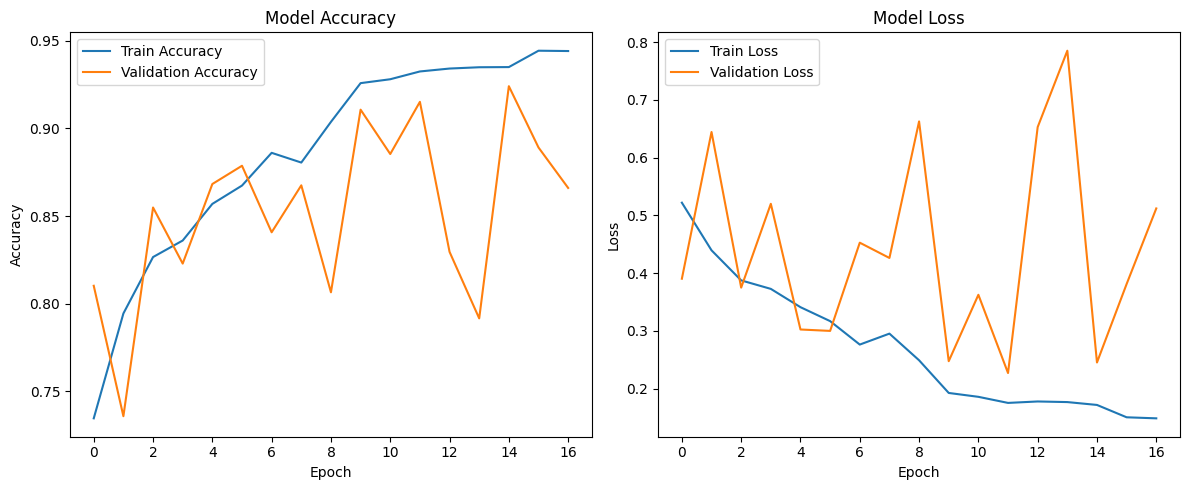 Model Accuracy
Train Accuracy
Validation Accuracy
0.95
0.90
0.85
0.80
0.75
Accuracy
0 2 4 6 8 10 12 14 16
Epoch
Model Loss
Train Loss
Validation Loss
0.8
0.7
0.6
0.5
0.4
0.3
0.2
Loss
0 2 4 6 8 10 12 14 16
Epoch